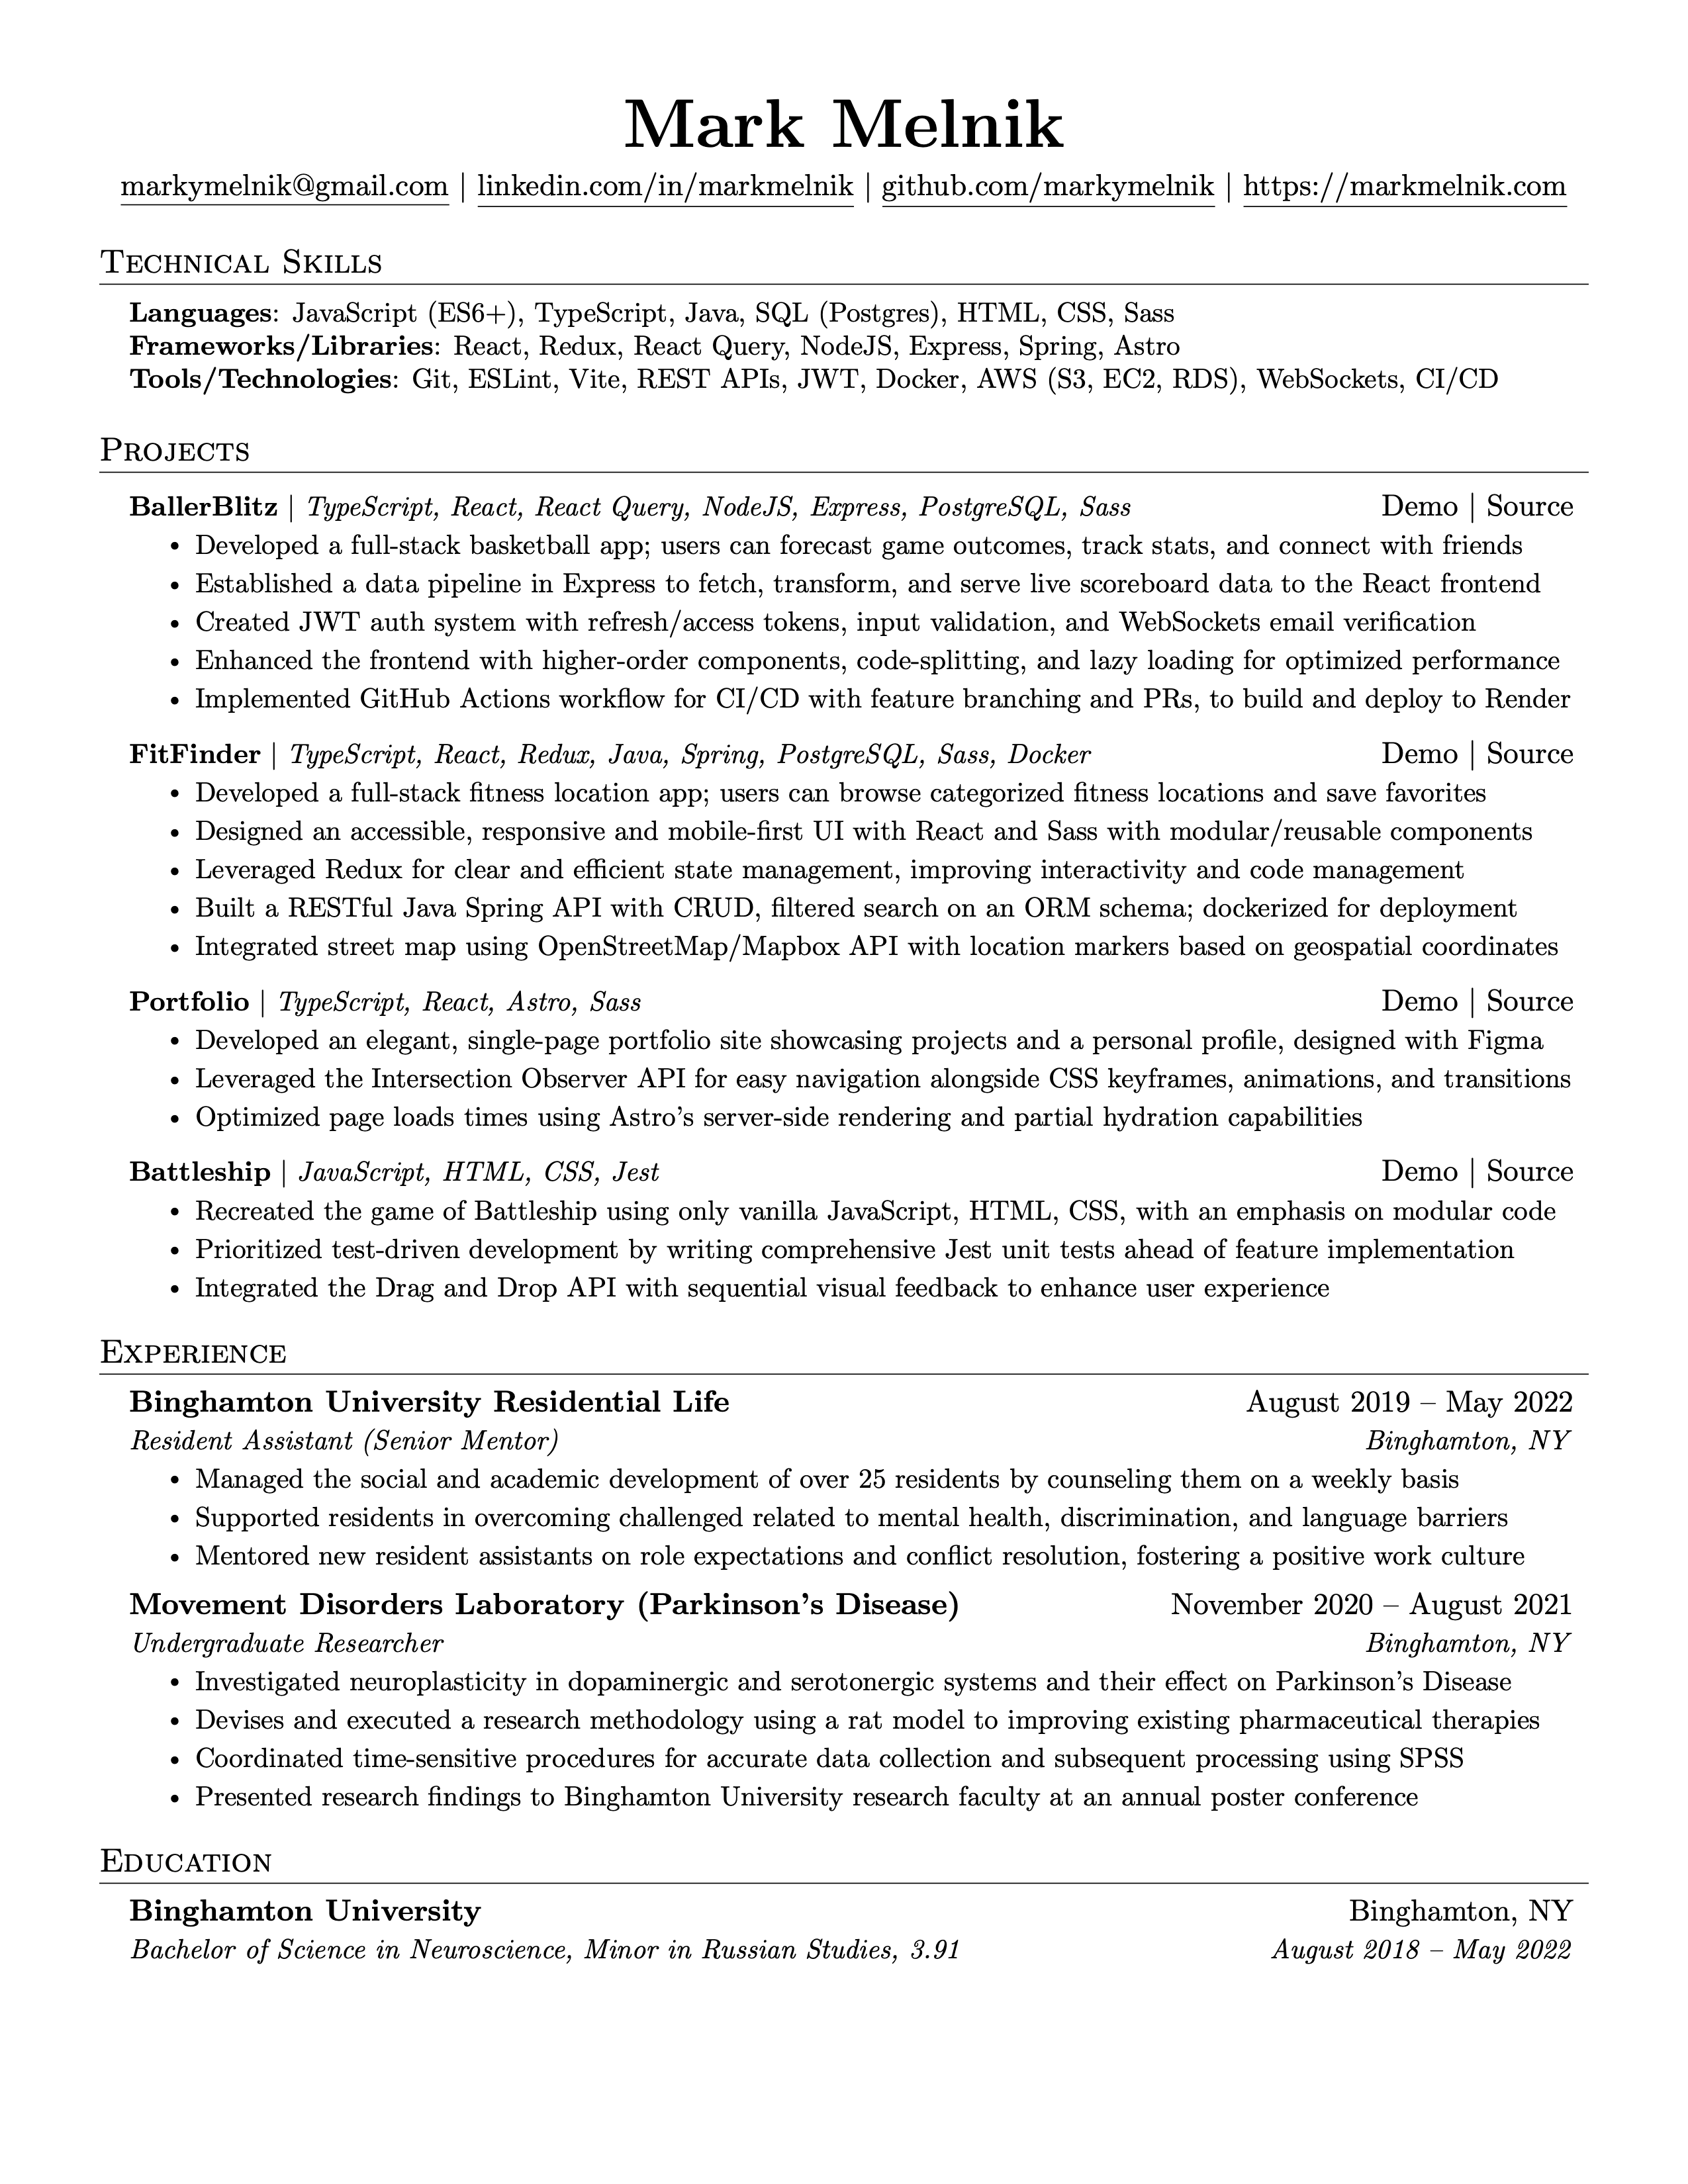 Mark Melnik
markymelnik@gmail.com | linkedin.com/in/markmelnik | github.com/markymelnik | https://markmelnik.com
Technical Skills
Languages: JavaScript (ES6+), TypeScript, Java, SQL (Postgres), HTML, CSS, Sass
Frameworks/Libraries: React, Redux, React Query, NodeJS, Express, Spring, Astro
Tools/Technologies: Git, ESLint, Vite, REST APIs, JWT, Docker, AWS (S3, EC2, RDS), WebSockets, CI/CD
Projects
BallerBlitz | TypeScript, React, React Query, NodeJS, Express, PostgreSQL, Sass Demo | Source
• Developed a full-stack basketball app; users can forecast game outcomes, track stats, and connect with friends
• Established a data pipeline in Express to fetch, transform, and serve live scoreboard data to the React frontend
• Created JWT auth system with refresh/access tokens, input validation, and WebSockets email verification
• Enhanced the frontend with higher-order components, code-splitting, and lazy loading for optimized performance
• Implemented GitHub Actions workflow for CI/CD with feature branching and PRs, to build and deploy to Render
FitFinder | TypeScript, React, Redux, Java, Spring, PostgreSQL, Sass, Docker Demo | Source
• Developed a full-stack fitness location app; users can browse categorized fitness locations and save favorites
• Designed an accessible, responsive and mobile-first UI with React and Sass with modular/reusable components
• Leveraged Redux for clear and efficient state management, improving interactivity and code management
• Built a RESTful Java Spring API with CRUD, filtered search on an ORM schema; dockerized for deployment
• Integrated street map using OpenStreetMap/Mapbox API with location markers based on geospatial coordinates
Portfolio | TypeScript, React, Astro, Sass Demo | Source
• Developed an elegant, single-page portfolio site showcasing projects and a personal profile, designed with Figma
• Leveraged the Intersection Observer API for easy navigation alongside CSS keyframes, animations, and transitions
• Optimized page loads times using Astro's server-side rendering and partial hydration capabilities
Battleship | JavaScript, HTML, CSS, Jest Demo | Source
• Recreated the game of Battleship using only vanilla JavaScript, HTML, CSS, with an emphasis on modular code
• Prioritized test-driven development by writing comprehensive Jest unit tests ahead of feature implementation
• Integrated the Drag and Drop API with sequential visual feedback to enhance user experience
Experience
Binghamton University Residential Life August 2019 – May 2022
Resident Assistant (Senior Mentor) Binghamton, NY
• Managed the social and academic development of over 25 residents by counseling them on a weekly basis
• Supported residents in overcoming challenged related to mental health, discrimination, and language barriers
• Mentored new resident assistants on role expectations and conflict resolution, fostering a positive work culture
Movement Disorders Laboratory (Parkinson's Disease) November 2020 – August 2021
Undergraduate Researcher Binghamton, NY
• Investigated neuroplasticity in dopaminergic and serotonergic systems and their effect on Parkinson's Disease
• Devises and executed a research methodology using a rat model to improving existing pharmaceutical therapies
• Coordinated time-sensitive procedures for accurate data collection and subsequent processing using SPSS
• Presented research findings to Binghamton University research faculty at an annual poster conference
Education
Binghamton University Binghamton, NY
Bachelor of Science in Neuroscience, Minor in Russian Studies, 3.91 August 2018 – May 2022